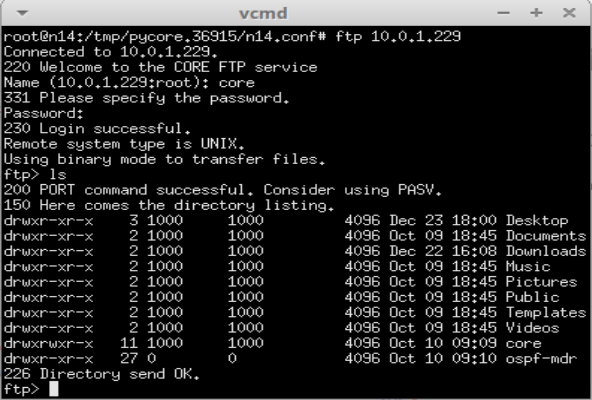 vcmd
root@n14:/tmp/pycore.36915/n14.conf# ftp 10.0.1.229
Connected to 10.0.1.229.
220 Welcome to the CORE FTP service
Name (10.0.1.229:root): core
331 Please specify the password.
Password:
230 Login successful.
Remote system type is UNIX.
Using binary mode to transfer files.
ftp> ls
200 PORT command successful. Consider using PASV.
150 Here comes the directory listing.
drwxr-xr-x    3 1000     1000         4096 Dec 23 18:00 Desktop
drwxr-xr-x    2 1000     1000         4096 Oct 09 18:45 Documents
drwxr-xr-x    2 1000     1000         4096 Dec 22 16:08 Downloads
drwxr-xr-x    2 1000     1000         4096 Oct 09 18:45 Music
drwxr-xr-x    2 1000     1000         4096 Oct 09 18:45 Pictures
drwxr-xr-x    2 1000     1000         4096 Oct 09 18:45 Public
drwxr-xr-x    2 1000     1000         4096 Oct 09 18:45 Templates
drwxr-xr-x    2 1000     1000         4096 Oct 09 18:45 Videos
drwxrwxr-x   11 1000     1000         4096 Oct 10 09:09 core
drwxr-xr-x   27 0        0            4096 Oct 10 09:10 ospf-mdr
226 Directory send OK.
ftp>